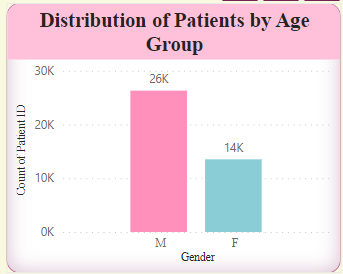 Distribution of Patients by Age
Group
30K
26K
20K
14K
10K
0K
Count of Patient ID
M F
Gender